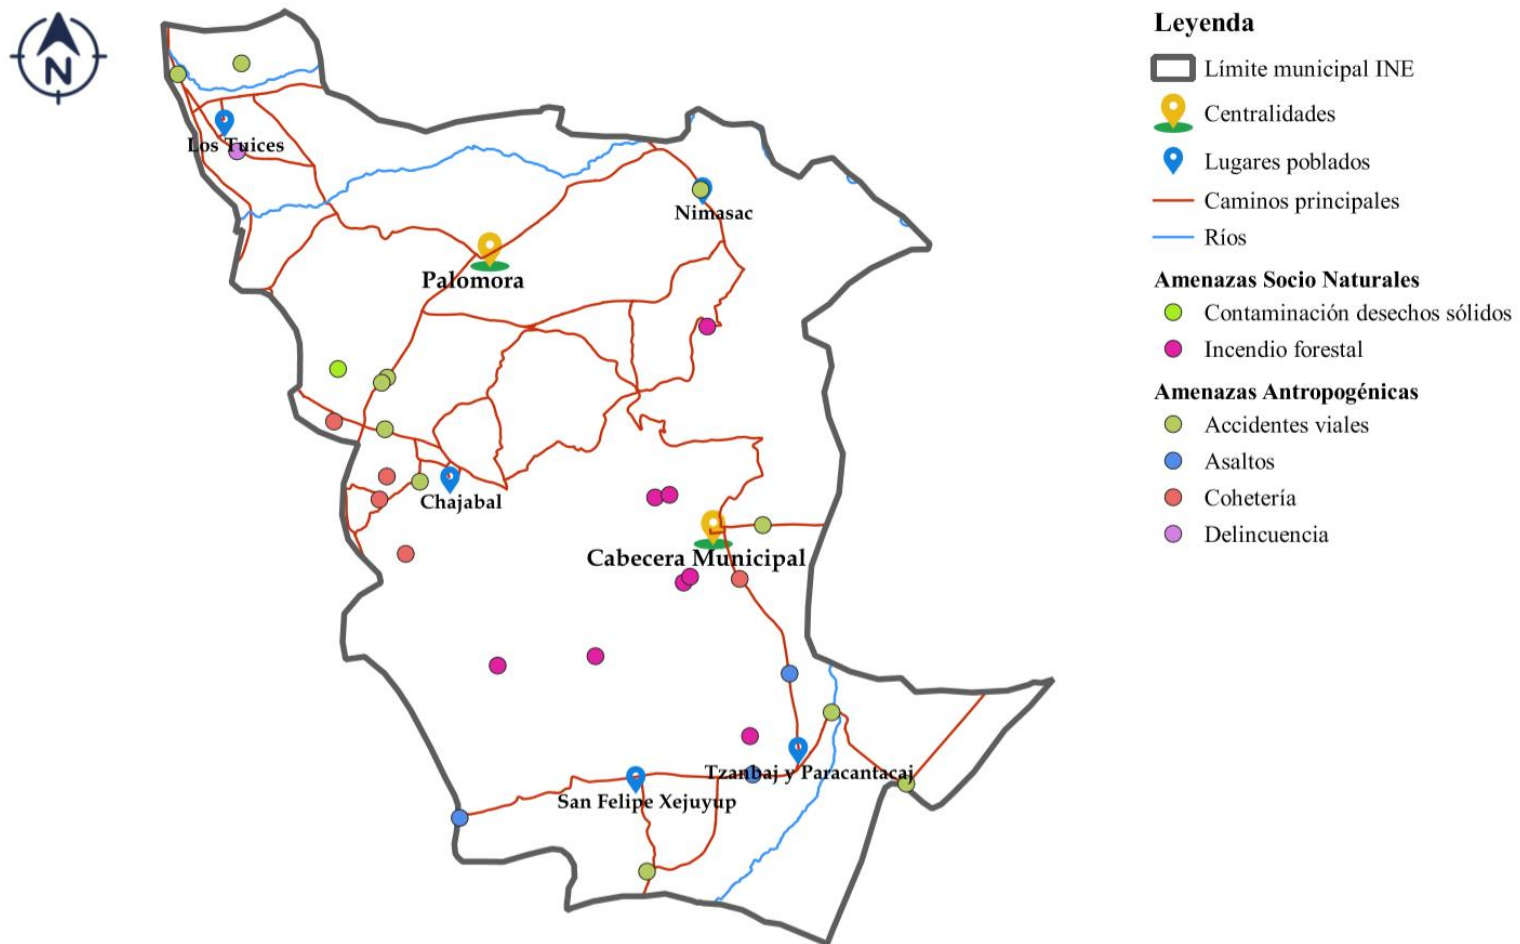 N
Los Tuices
Nimasac
Palomora
Chajabal
Cabecera Municipal
Tzanbaj y Paracantacaj
San Felipe Xejuyup
Leyenda
Límite municipal INE
Centralidades
Lugares poblados
Caminos principales
Ríos
Amenazas Socio Naturales
Contaminación desechos sólidos
Incendio forestal
Amenazas Antropogénicas
Accidentes viales
Asaltos
Cohetería
Delincuencia